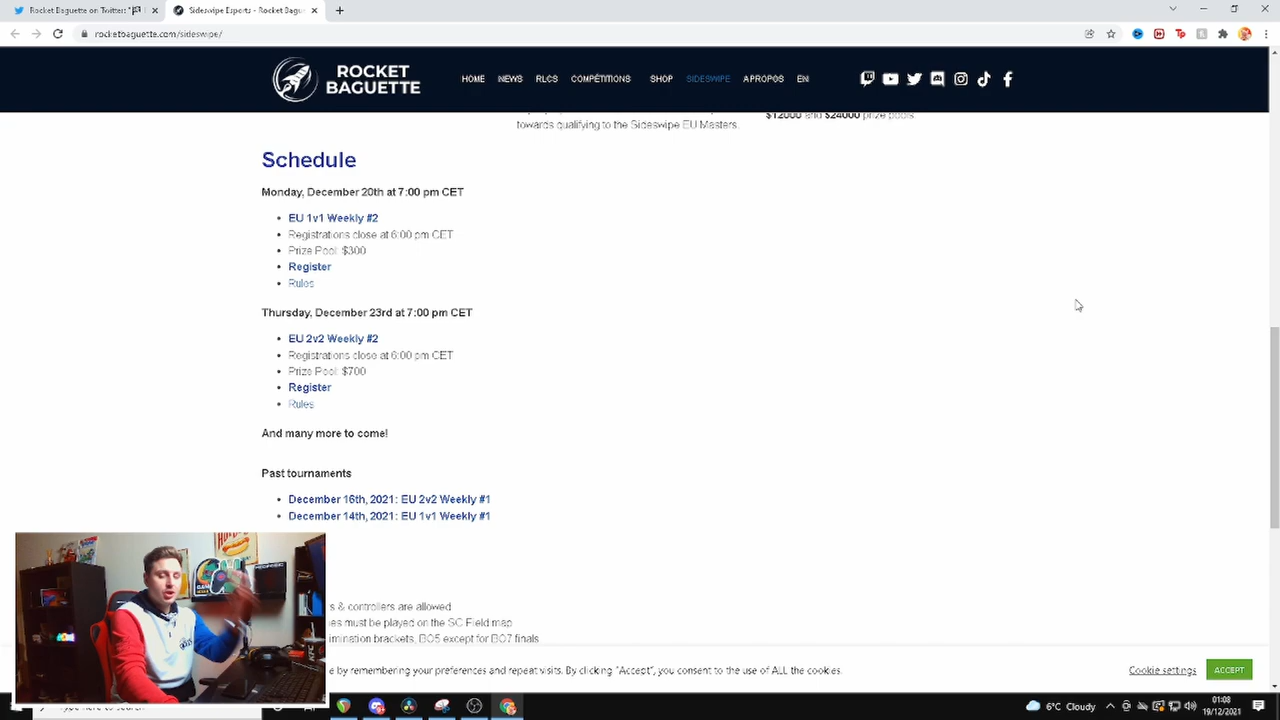 Rocket Baguette on Twitter: "
Sideswipe Esports - Rocket Bague
rocketbaguette.com/sideswipe/
ROCKET BAGUETTE
HOME NEWS RLCS COMPÉTITIONS SHOP SIDESWIPE A PROPOS EN
$12000 and $24000 prize pools
towards qualifying to the Sideswipe EU Masters.
Schedule
Monday, December 20th at 7:00 pm CET
EU 1v1 Weekly #2
Registrations close at 6:00 pm CET
Prize Pool: $300
Register
Rules
Thursday, December 23rd at 7:00 pm CET
EU 2v2 Weekly #2
Registrations close at 6:00 pm CET
Prize Pool: $700
Register
Rules
And many more to come!
Past tournaments
December 16th, 2021: EU 2v2 Weekly #1
December 14th, 2021: EU 1v1 Weekly #1
s & controllers are allowed
es must be played on the SC Field map
imination brackets, BO5 except for BO7 finals
e by remembering your preferences and repeat visits. By clicking "Accept", you consent to the use of ALL the cookies.
Cookie settings
ACCEPT
Type here to search
6°C Cloudy
01:08
19/12/2021